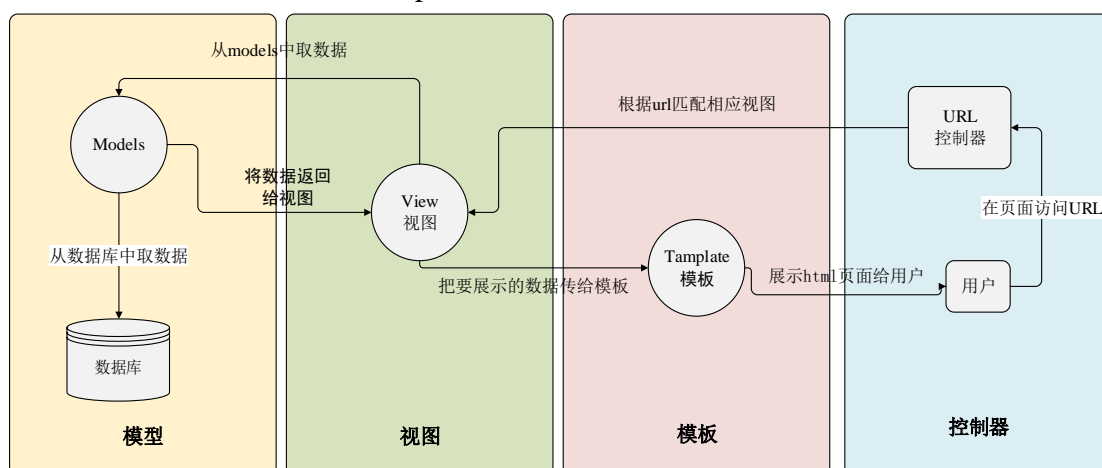 从models中取数据
根据url匹配相应视图
URL
控制器
Models
将数据返回
给视图
View
视图
在页面访问URL
从数据库中取数据
Tamplate
模板
展示html页面给用户
用户
把要展示的数据传给模板
数据库
模型
视图
模板
控制器